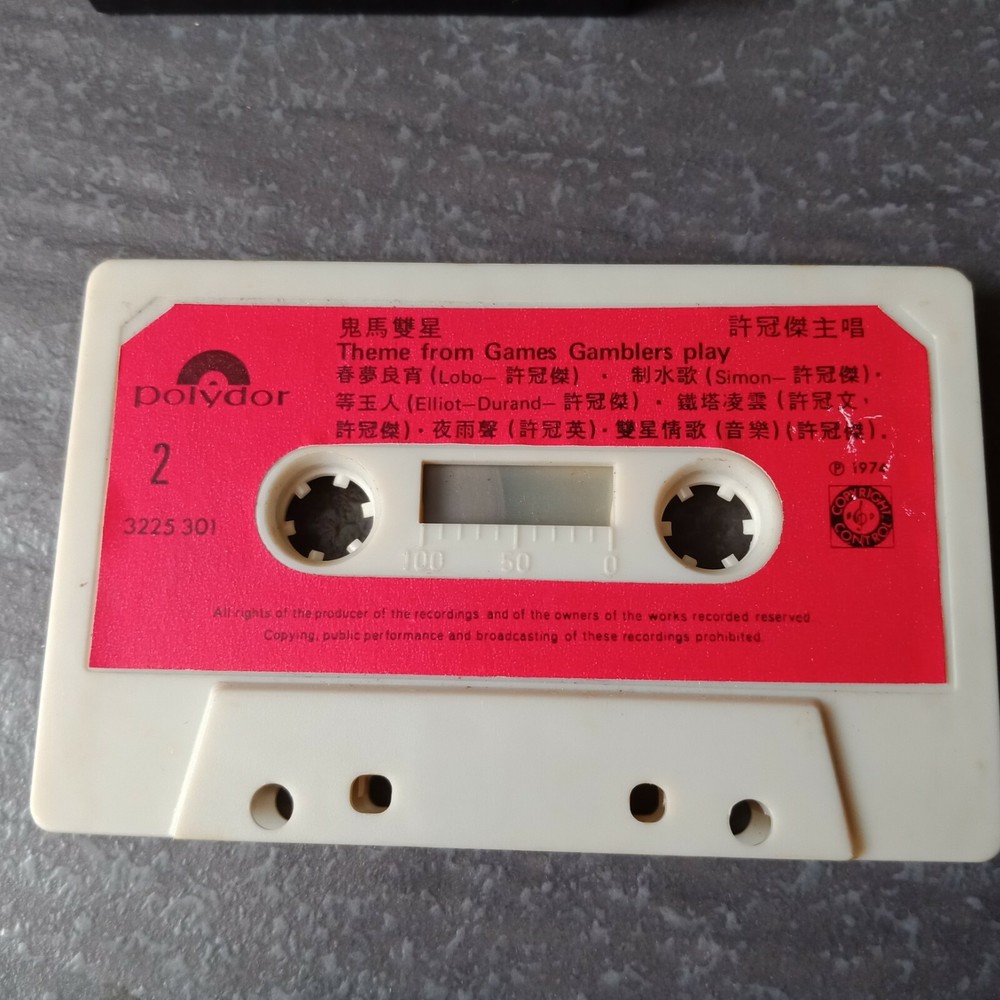 鬼馬雙星 許冠傑主唱
Theme from Games Gamblers play
春夢良宵(Lobo—許冠傑)・制水歌(Simon—許冠傑)・
等玉人(Elliot—Durand—許冠傑)・鐵塔凌雲(許冠文,
許冠傑)・夜雨聲(許冠英)・雙星情歌(音樂)(許冠傑).
polydor
2
3225 301
℗ 1974
COPYRIGHT
CONTROL
100 50 0
All rights of the producer of the recordings and of the owners of the works recorded reserved
Copying, public performance and broadcasting of these recordings prohibited.